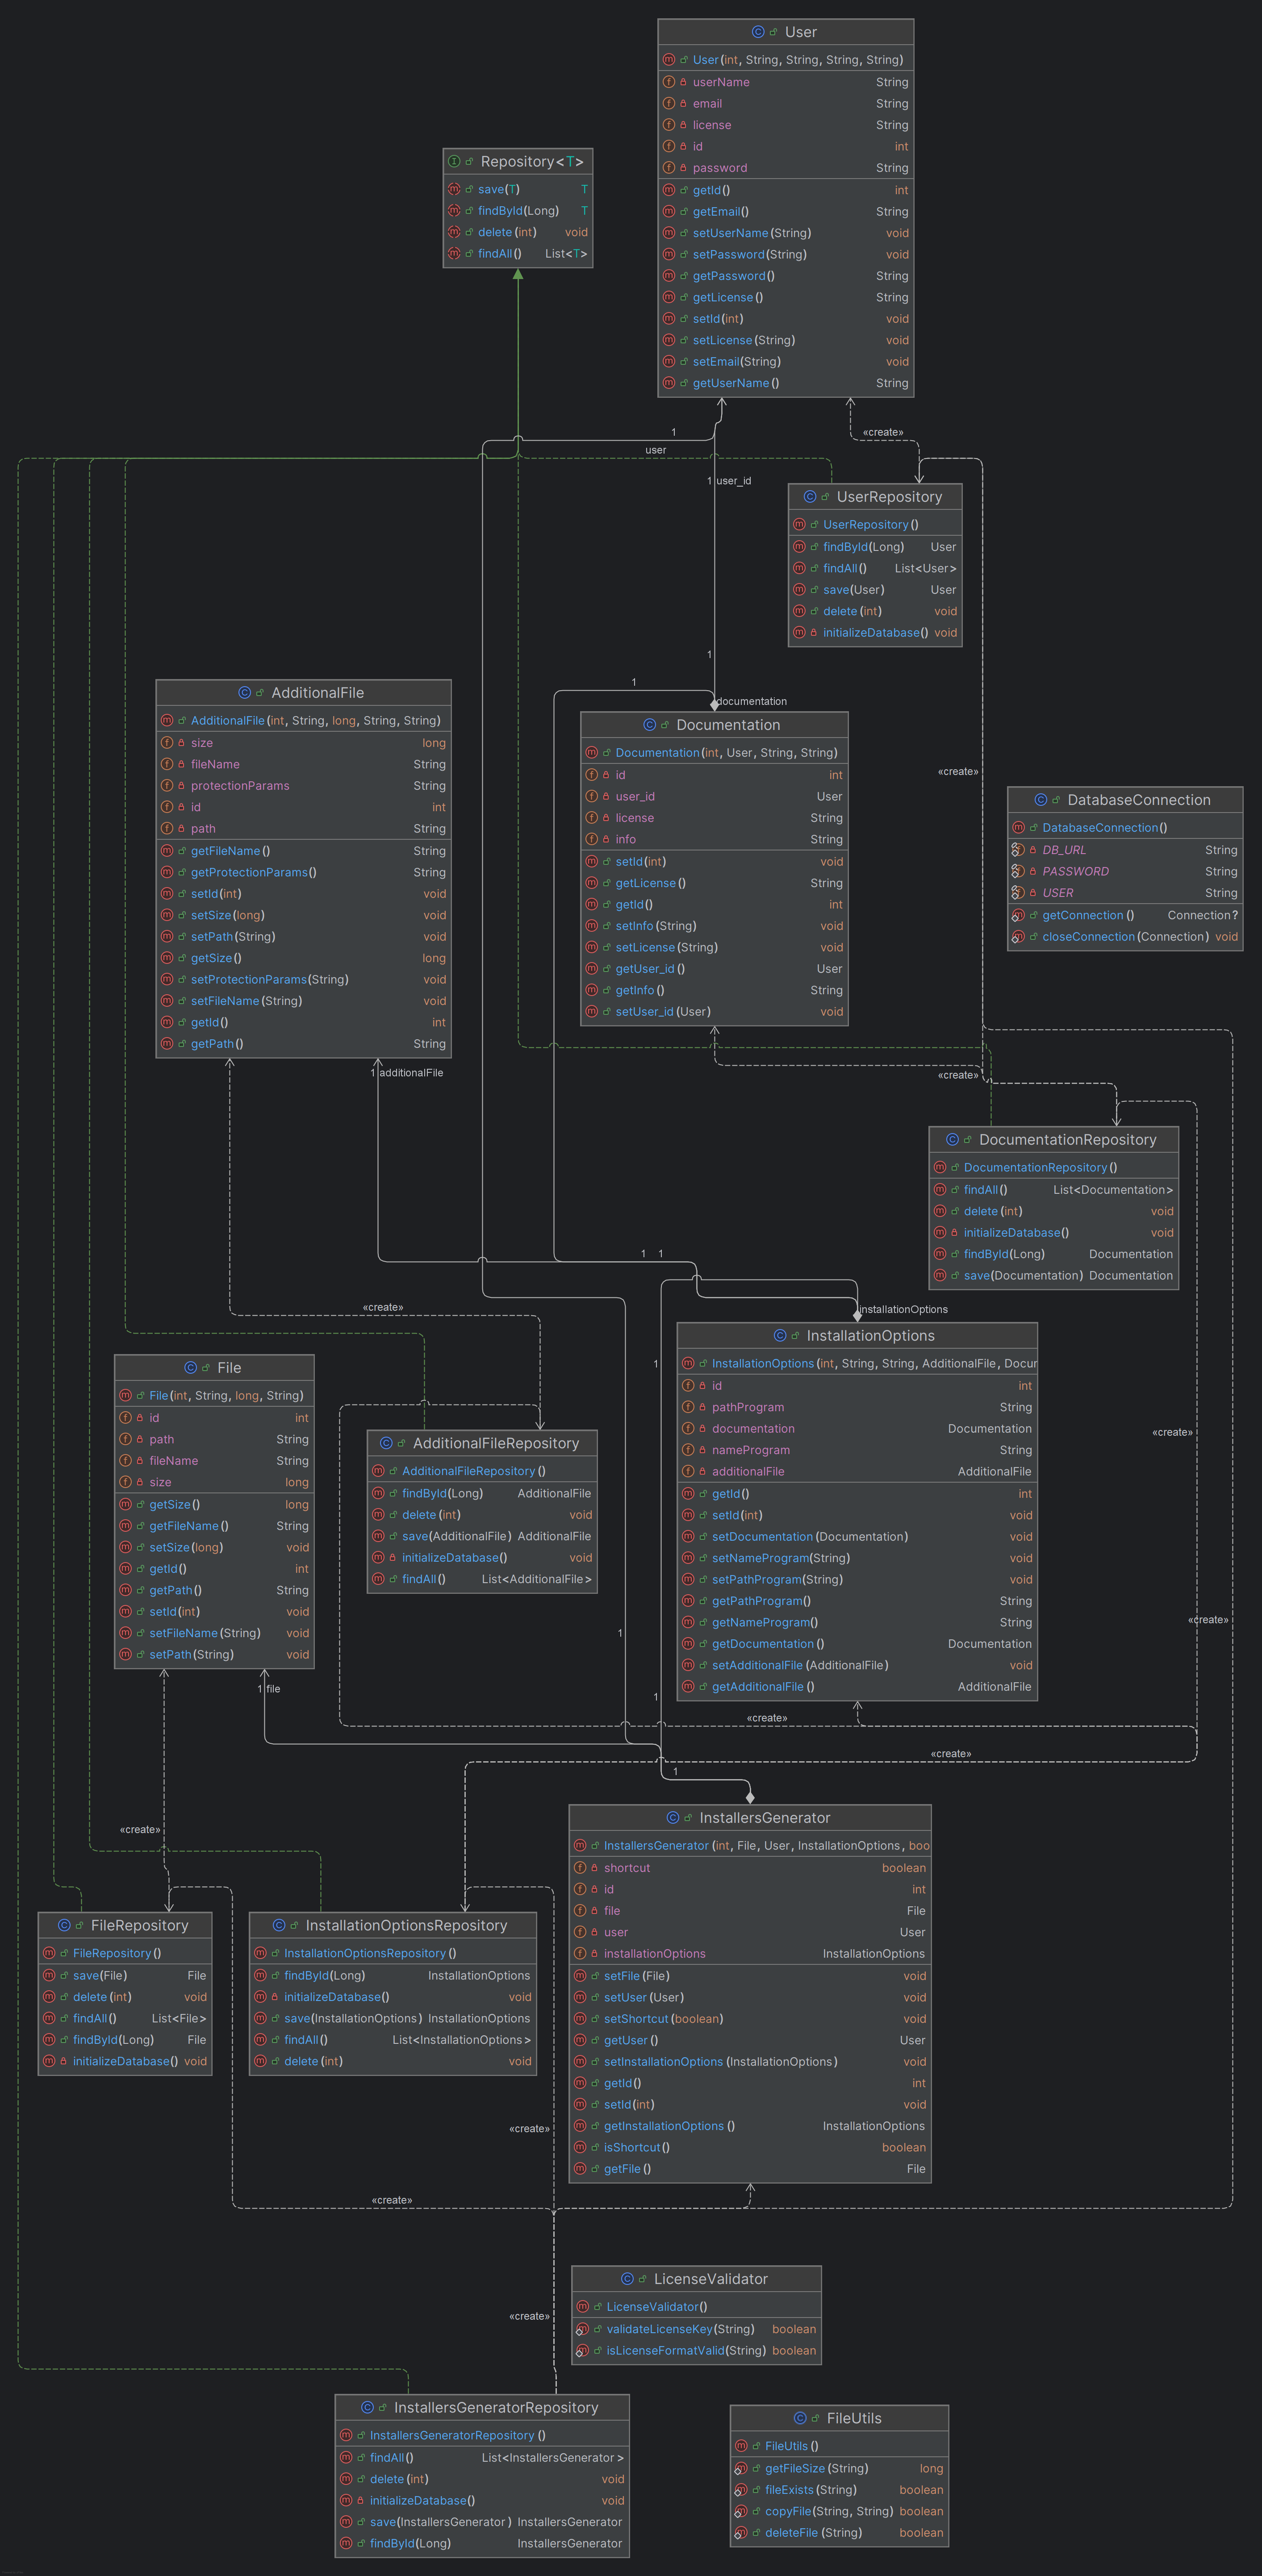 User
User(int, String, String, String, String)
userName String
email String
license String
id int
password String
getId() int
getEmail() String
setUserName(String) void
setPassword(String) void
getPassword() String
getLicense() String
setId(int) void
setLicense(String) void
setEmail(String) void
getUserName() String
Repository<T>
save(T) T
findById(Long) T
delete(int) void
findAll() List<T>
1
«create»
user
1 user_id
UserRepository
UserRepository()
findById(Long) User
findAll() List<User>
save(User) User
delete(int) void
initializeDatabase() void
1
1
documentation
AdditionalFile
AdditionalFile(int, String, long, String, String)
size long
fileName String
protectionParams String
id int
path String
getFileName() String
getProtectionParams() String
setId(int) void
setSize(long) void
setPath(String) void
getSize() long
setProtectionParams(String) void
setFileName(String) void
getId() int
getPath() String
Documentation
Documentation(int, User, String, String)
id int
user_id User
license String
info String
setId(int) void
getLicense() String
getId() int
setInfo(String) void
setLicense(String) void
getUser_id() User
getInfo() String
setUser_id(User) void
«create»
DatabaseConnection
DatabaseConnection()
DB_URL String
PASSWORD String
USER String
getConnection() Connection?
closeConnection(Connection) void
1 additionalFile
«create»
DocumentationRepository
DocumentationRepository()
findAll() List<Documentation>
delete(int) void
initializeDatabase() void
findById(Long) Documentation
save(Documentation) Documentation
1 1
«create»
installationOptions
InstallationOptions
InstallationOptions(int, String, String, AdditionalFile, Docur
id int
pathProgram String
documentation Documentation
nameProgram String
additionalFile AdditionalFile
getId() int
setId(int) void
setDocumentation(Documentation) void
setNameProgram(String) void
setPathProgram(String) void
getPathProgram() String
getNameProgram() String
getDocumentation() Documentation
setAdditionalFile(AdditionalFile) void
getAdditionalFile() AdditionalFile
1
«create»
File
File(int, String, long, String)
id int
path String
fileName String
size long
getSize() long
getFileName() String
setSize(long) void
getId() int
getPath() String
setId(int) void
setFileName(String) void
setPath(String) void
AdditionalFileRepository
AdditionalFileRepository()
findById(Long) AdditionalFile
delete(int) void
save(AdditionalFile) AdditionalFile
initializeDatabase() void
findAll() List<AdditionalFile>
«create»
1
1 file
1
«create»
«create»
1
InstallersGenerator
InstallersGenerator(int, File, User, InstallationOptions, boo
shortcut boolean
id int
file File
user User
installationOptions InstallationOptions
setFile(File) void
setUser(User) void
setShortcut(boolean) void
getUser() User
setInstallationOptions(InstallationOptions) void
getId() int
setId(int) void
getInstallationOptions() InstallationOptions
isShortcut() boolean
getFile() File
«create»
FileRepository
FileRepository()
save(File) File
delete(int) void
findAll() List<File>
findById(Long) File
initializeDatabase() void
InstallationOptionsRepository
InstallationOptionsRepository()
findById(Long) InstallationOptions
initializeDatabase() void
save(InstallationOptions) InstallationOptions
findAll() List<InstallationOptions>
delete(int) void
«create»
«create»
LicenseValidator
LicenseValidator()
validateLicenseKey(String) boolean
isLicenseFormatValid(String) boolean
«create»
InstallersGeneratorRepository
InstallersGeneratorRepository()
findAll() List<InstallersGenerator>
delete(int) void
initializeDatabase() void
save(InstallersGenerator) InstallersGenerator
findById(Long) InstallersGenerator
FileUtils
FileUtils()
getFileSize(String) long
fileExists(String) boolean
copyFile(String, String) boolean
deleteFile(String) boolean